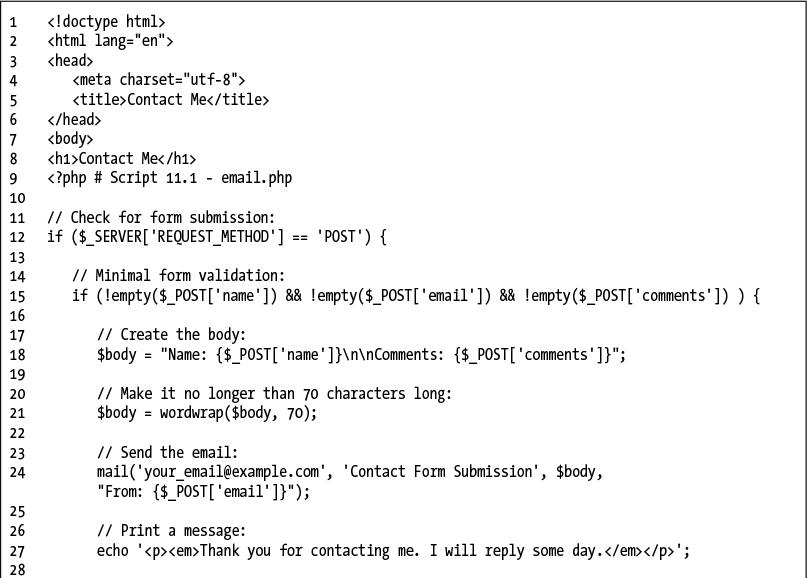 1 <!doctype html>
2 <html lang="en">
3 <head>
4 <meta charset="utf-8">
5 <title>Contact Me</title>
6 </head>
7 <body>
8 <h1>Contact Me</h1>
9 <?php # Script 11.1 - email.php
10
11 // Check for form submission:
12 if ($_SERVER['REQUEST_METHOD'] == 'POST') {
13
14 // Minimal form validation:
15 if (!empty($_POST['name']) && !empty($_POST['email']) && !empty($_POST['comments']) ) {
16
17 // Create the body:
18 $body = "Name: {$_POST['name']}\n\nComments: {$_POST['comments']}";
19
20 // Make it no longer than 70 characters long:
21 $body = wordwrap($body, 70);
22
23 // Send the email:
24 mail('your_email@example.com', 'Contact Form Submission', $body,
"From: {$_POST['email']}");
25
26 // Print a message:
27 echo '<p><em>Thank you for contacting me. I will reply some day.</em></p>';
28